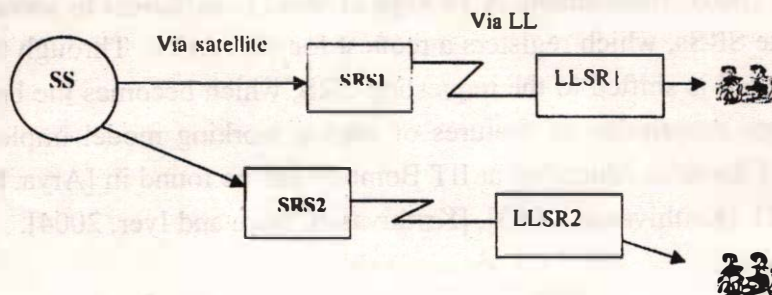 Via LL
Via satellite
SS
SRS1
LLSR1
SRS2
LLSR2